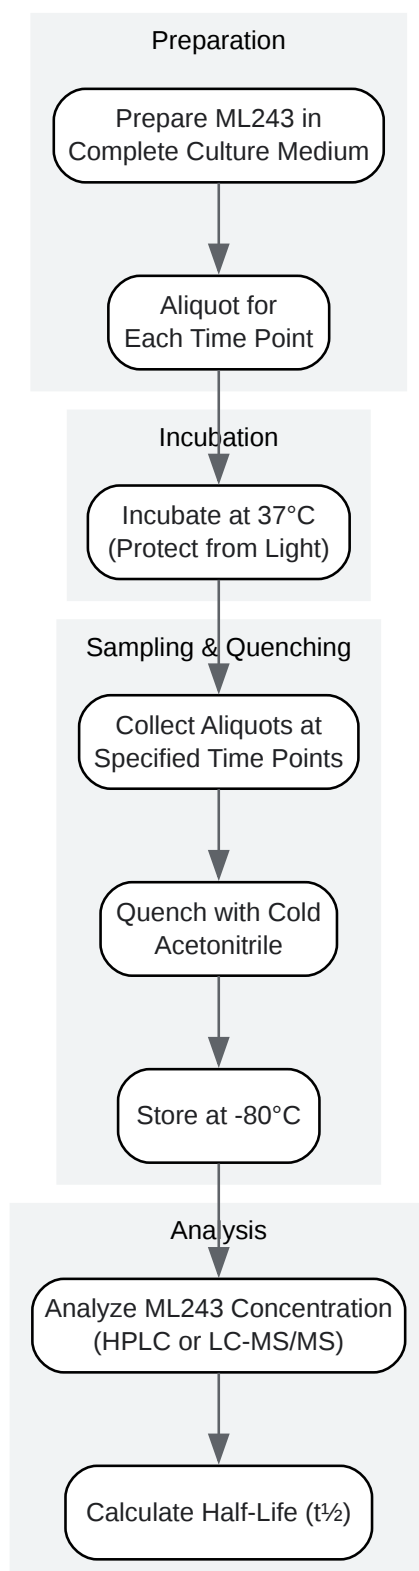 Preparation
Prepare ML243 in
Complete Culture Medium
Aliquot for
Each Time Point
Incubation
Incubate at 37°C
(Protect from Light)
Sampling & Quenching
Collect Aliquots at
Specified Time Points
Quench with Cold
Acetonitrile
Store at -80°C
Analysis
Analyze ML243 Concentration
(HPLC or LC-MS/MS)
Calculate Half-Life (t½)